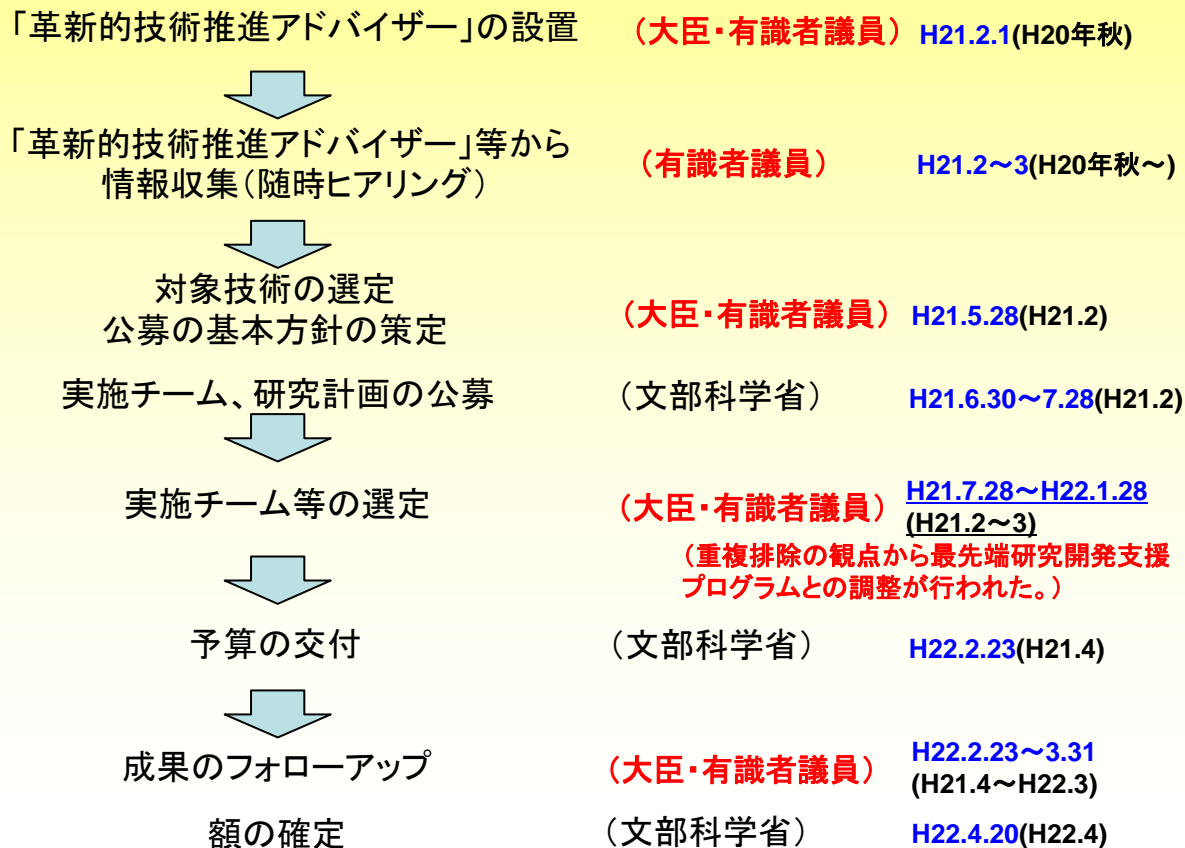 「革新的技術推進アドバイザー」の設置 （大臣・有識者議員） H21.2.1(H20年秋)
「革新的技術推進アドバイザー」等から
情報収集（随時ヒアリング） （有識者議員） H21.2～3(H20年秋～)
対象技術の選定
公募の基本方針の策定 （大臣・有識者議員） H21.5.28(H21.2)
実施チーム、研究計画の公募 （文部科学省） H21.6.30～7.28(H21.2)
実施チーム等の選定 （大臣・有識者議員） H21.7.28～H22.1.28
(H21.2～3)
（重複排除の観点から最先端研究開発支援
プログラムとの調整が行われた。）
予算の交付 （文部科学省） H22.2.23(H21.4)
成果のフォローアップ （大臣・有識者議員） H22.2.23～3.31
(H21.4～H22.3)
額の確定 （文部科学省） H22.4.20(H22.4)